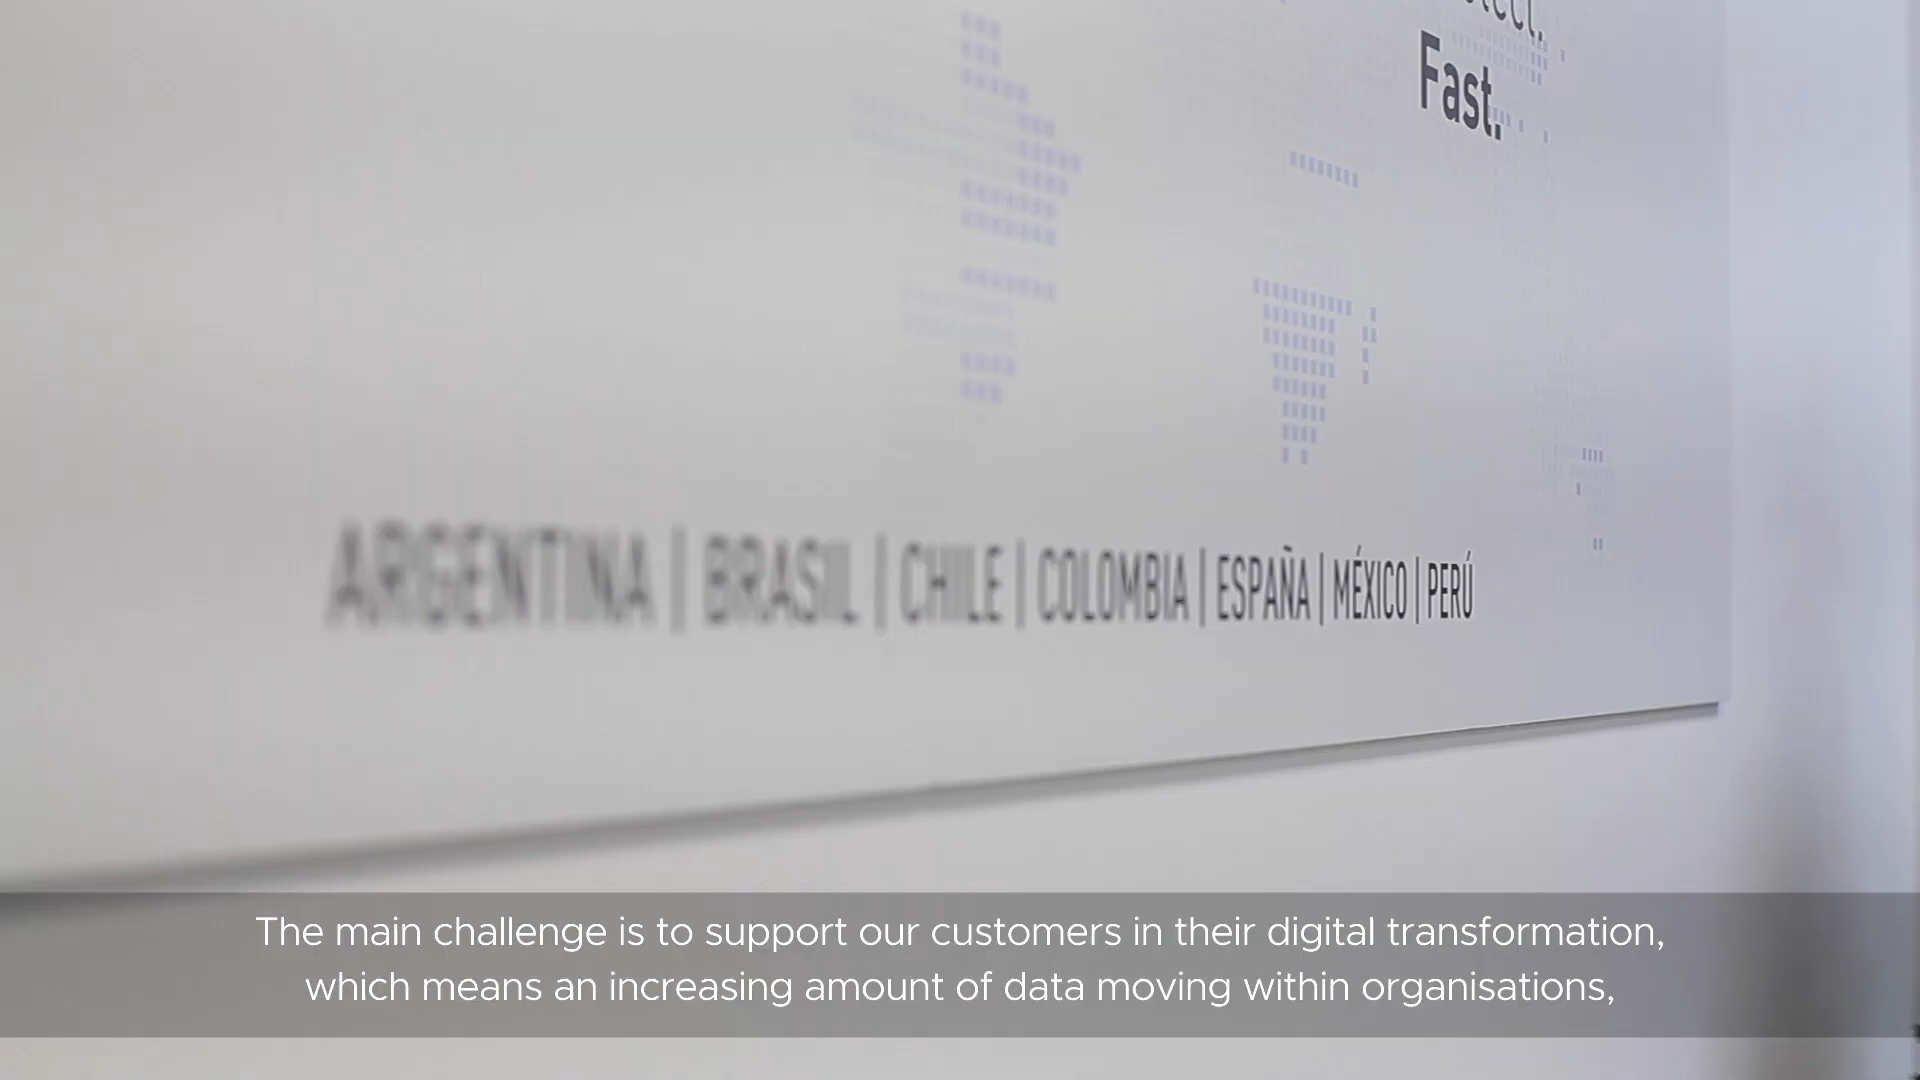 Fast.
ARGENTINA | BRASIL | CHILE | COLOMBIA | ESPAÑA | MÉXICO | PERÚ
The main challenge is to support our customers in their digital transformation,
which means an increasing amount of data moving within organisations,